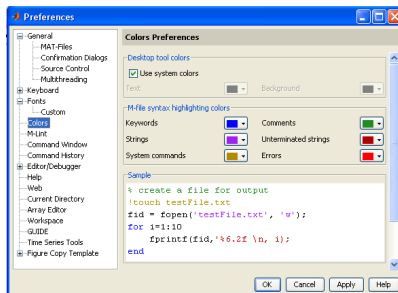 Preferences
General
MAT-Files
Confirmation Dialogs
Source Control
Multithreading
Keyboard
Fonts
Custom
Colors
M-Lint
Command Window
Command History
Editor/Debugger
Help
Web
Current Directory
Array Editor
Workspace
GUIDE
Time Series Tools
Figure Copy Template
Colors Preferences
Desktop tool colors
Use system colors
Text Background
M-file syntax highlighting colors
Keywords Comments
Strings Unterminated strings
System commands Errors
Sample
% create a file for output
!touch testFile.txt
fid = fopen('testFile.txt', 'w');
for i=1:10
fprintf(fid,'%6.2f \n, i);
end
OK Cancel Apply Help